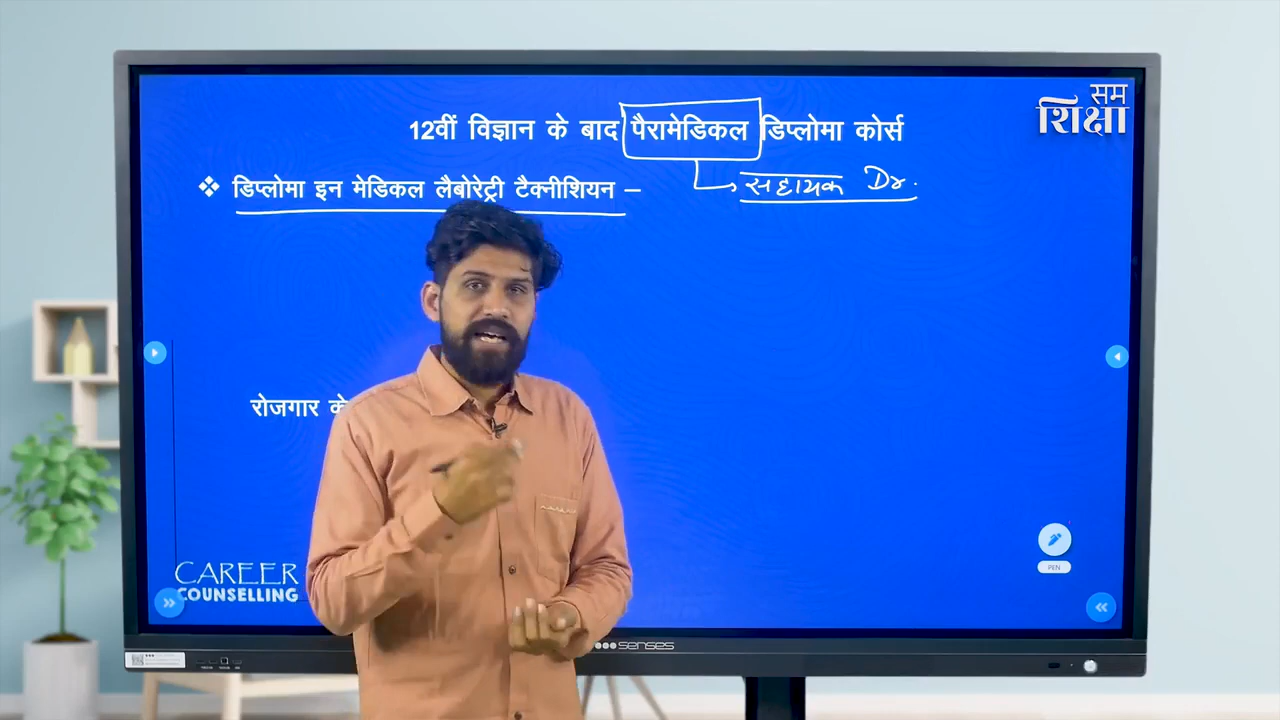 सम
शिक्षा
12वीं विज्ञान के बाद पैरामेडिकल डिप्लोमा कोर्स
❖ डिप्लोमा इन मेडिकल लैबोरेट्री टैक्नीशियन –
सहायक Dr.
रोजगार के
PEN
CAREER
COUNSELLING
senses